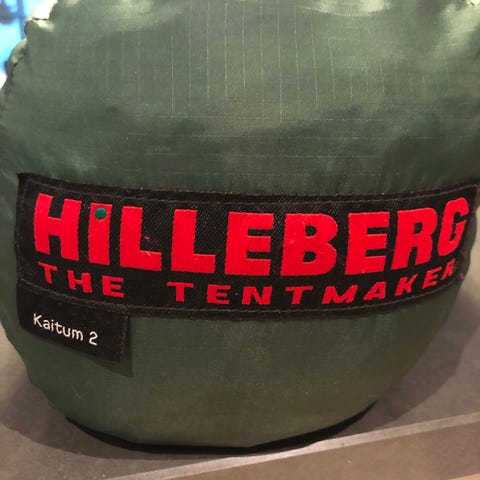 HiLLEBERG
THE TENTMAKER
Kaitum 2